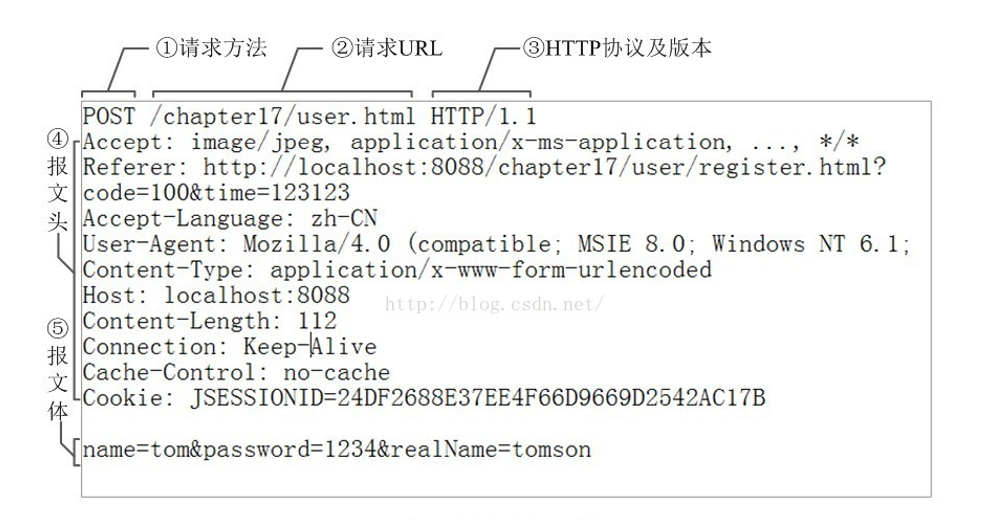 ①请求方法 ②请求URL ③HTTP协议及版本
POST /chapter17/user.html HTTP/1.1
④报文头
Accept: image/jpeg, application/x-ms-application, ..., */*
Referer: http://localhost:8088/chapter17/user/register.html?
code=100&time=123123
Accept-Language: zh-CN
User-Agent: Mozilla/4.0 (compatible; MSIE 8.0; Windows NT 6.1;
Content-Type: application/x-www-form-urlencoded
Host: localhost:8088
http://blog.csdn.net/
Content-Length: 112
Connection: Keep-Alive
Cache-Control: no-cache
Cookie: JSESSIONID=24DF2688E37EE4F66D9669D2542AC17B
⑤报文体
name=tom&password=1234&realName=tomson